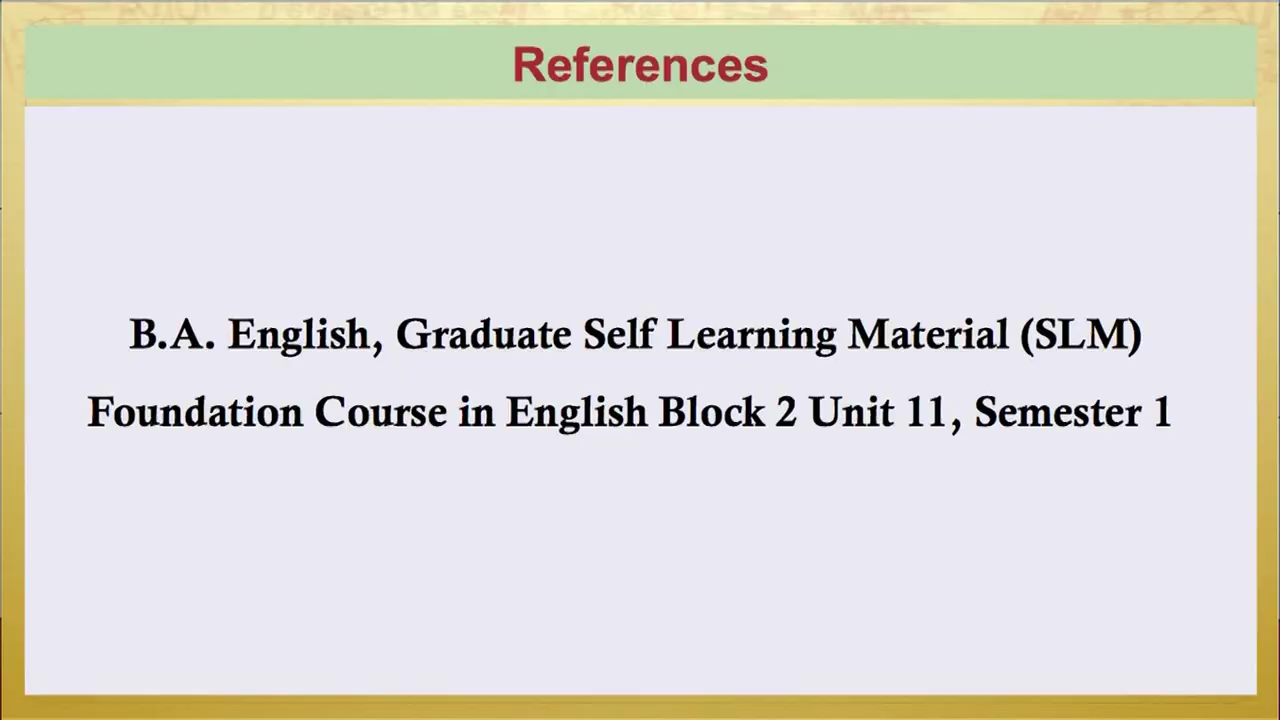 References
B.A. English, Graduate Self Learning Material (SLM)
Foundation Course in English Block 2 Unit 11, Semester 1